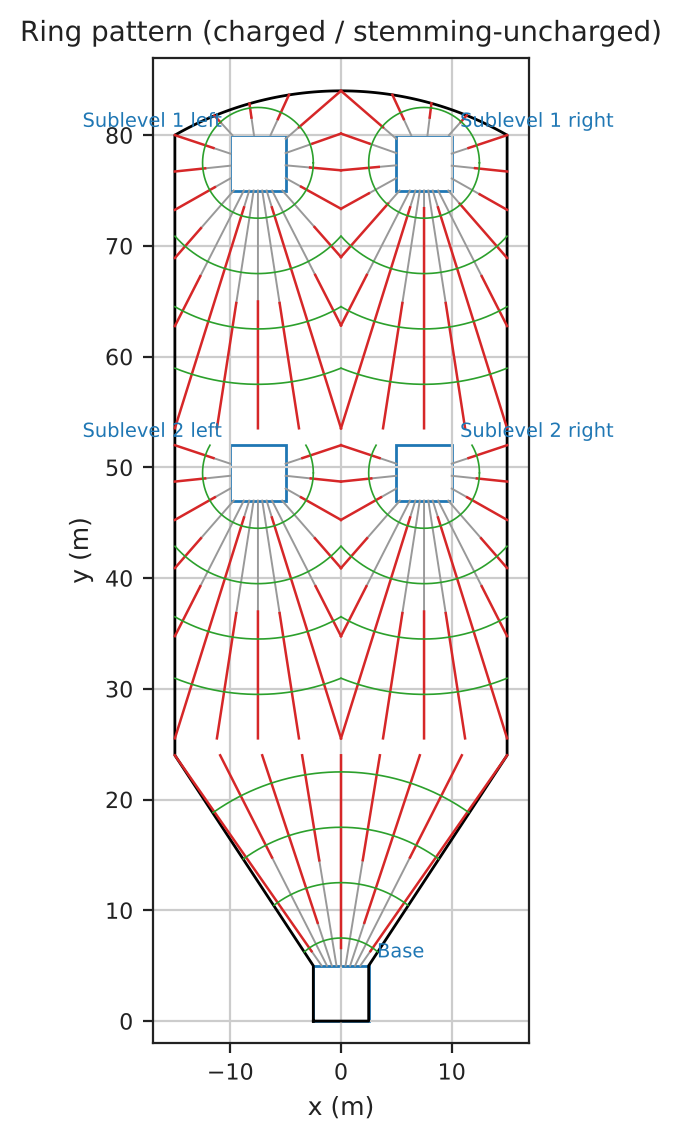 Ring pattern (charged / stemming-uncharged)
Sublevel 1 left
Sublevel 1 right
80
70
60
Sublevel 2 left
Sublevel 2 right
50
y (m)
40
30
20
10
Base
0
−10
0
10
x (m)